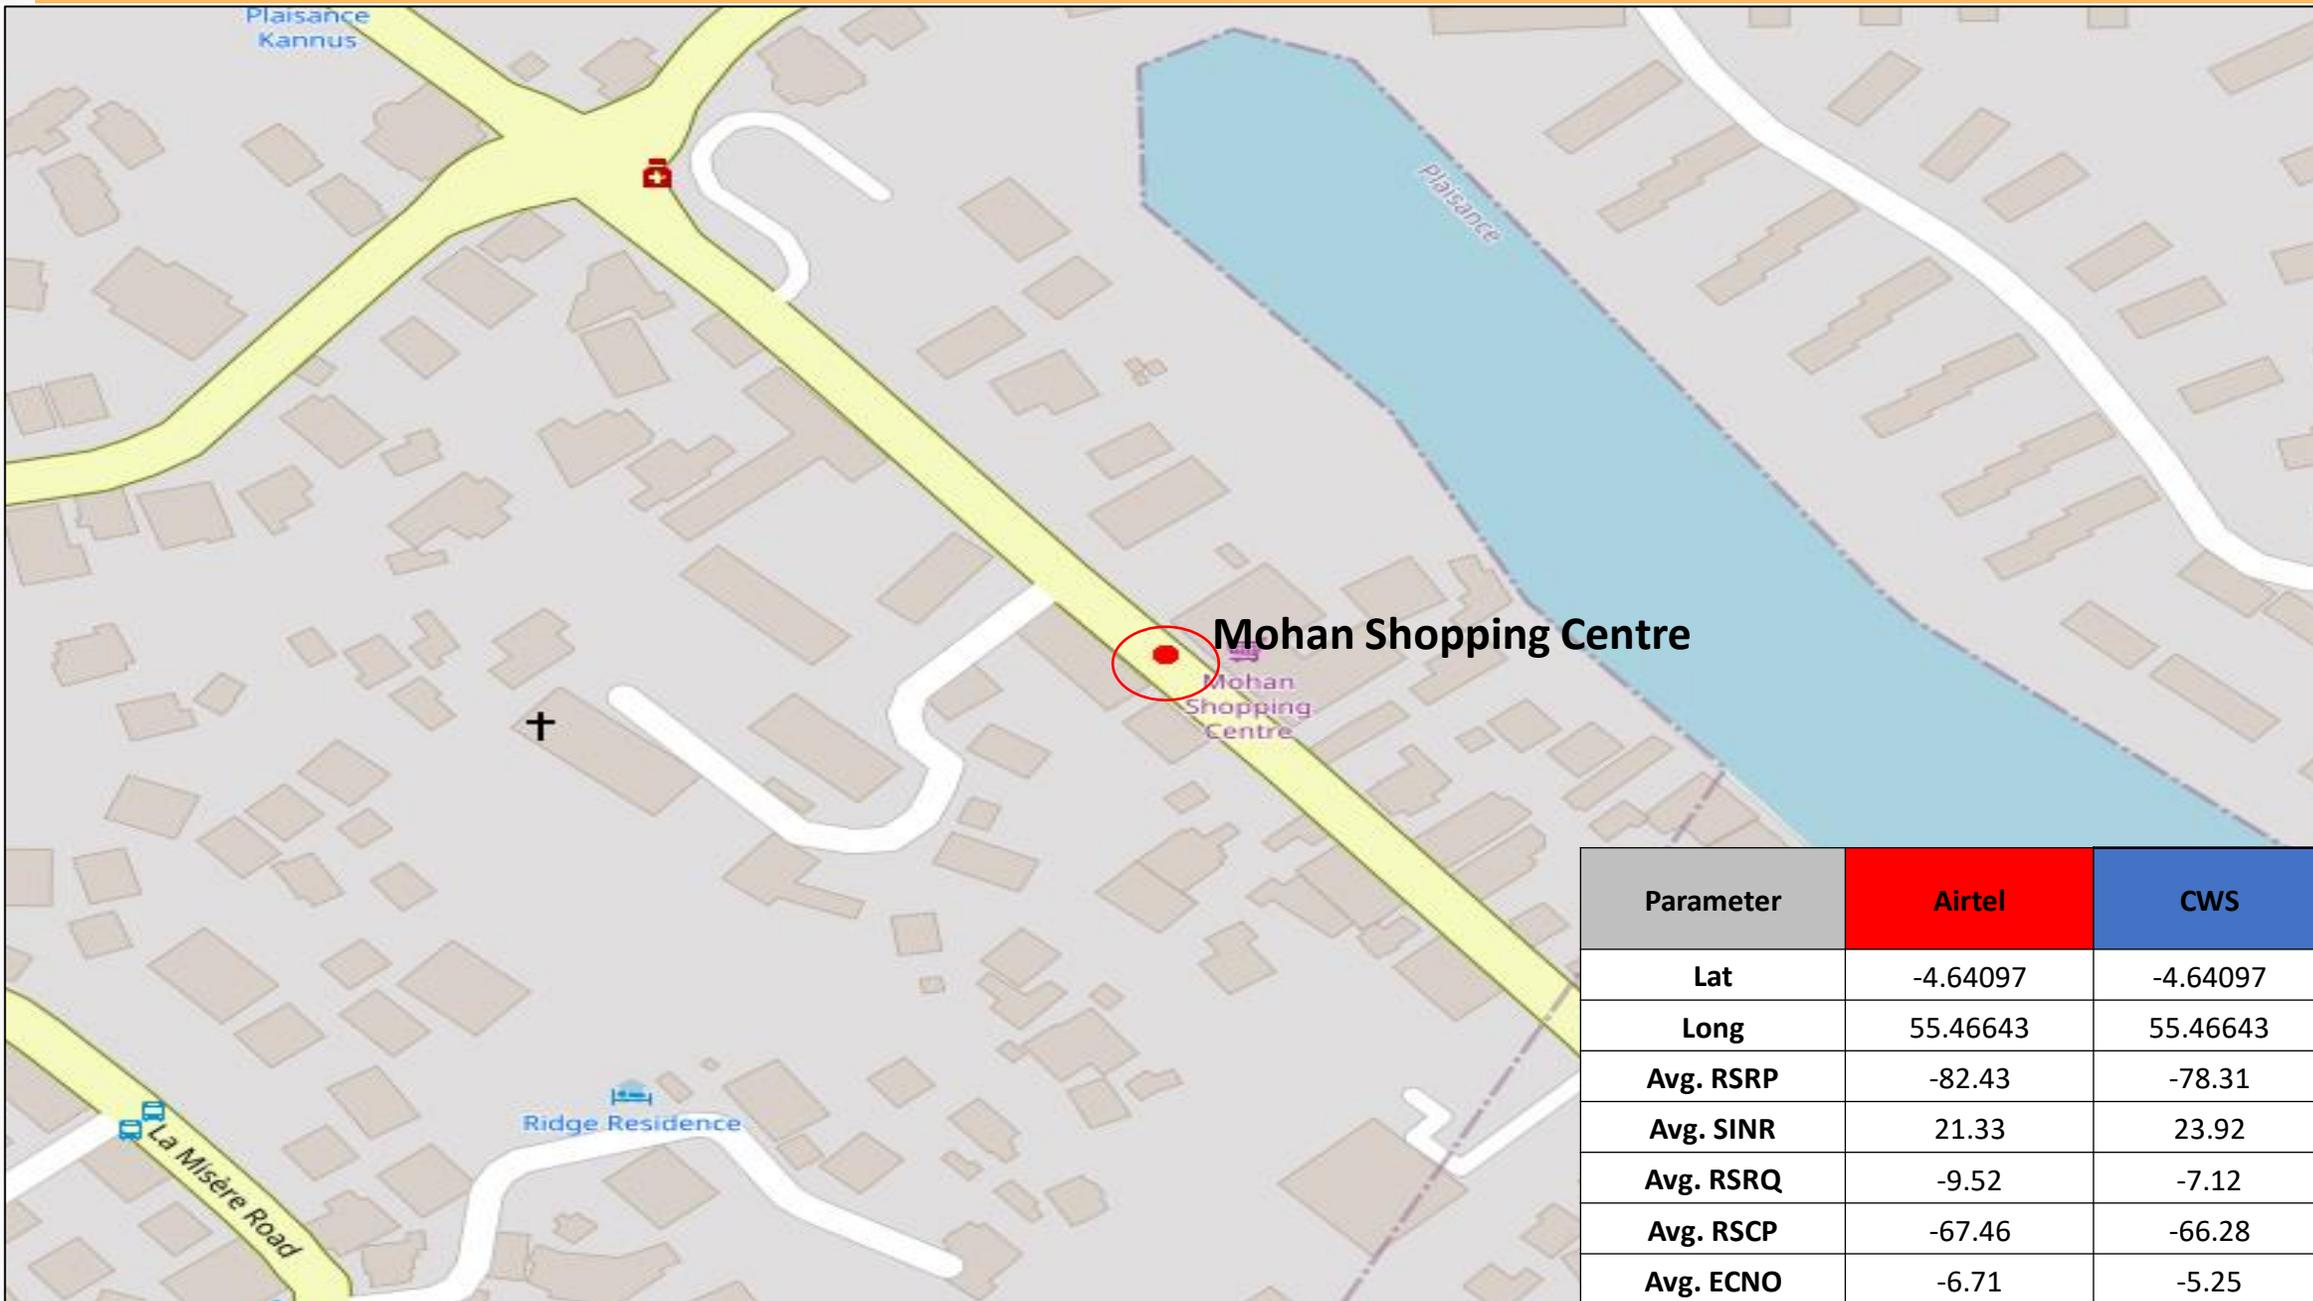 Plaisance
Kannus
Plaisance
Mohan Shopping Centre
Mohan
Shopping
Centre
Ridge Residence
La Misère Road
Parameter Airtel CWS
Lat -4.64097 -4.64097
Long 55.46643 55.46643
Avg. RSRP -82.43 -78.31
Avg. SINR 21.33 23.92
Avg. RSRQ -9.52 -7.12
Avg. RSCP -67.46 -66.28
Avg. ECNO -6.71 -5.25